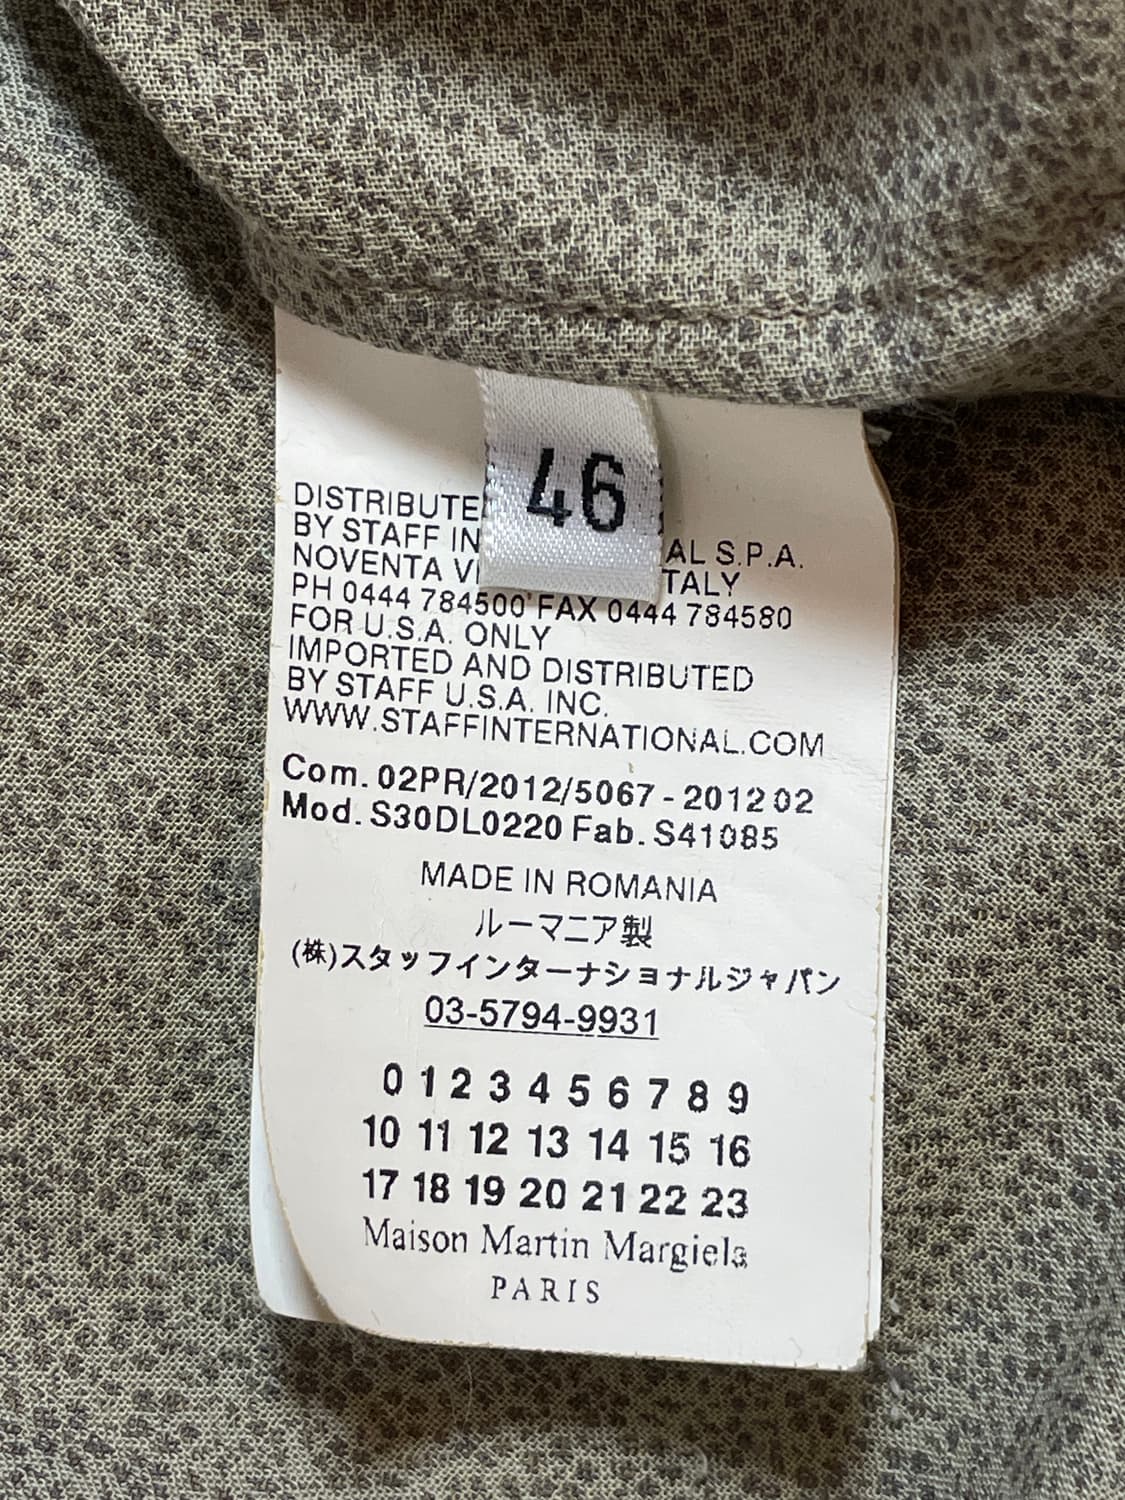 46
DISTRIBUTE
BY STAFF IN AL S.P.A.
NOVENTA VI TALY
PH 0444 784500 FAX 0444 784580
FOR U.S.A. ONLY
IMPORTED AND DISTRIBUTED
BY STAFF U.S.A. INC.
WWW.STAFFINTERNATIONAL.COM
Com. 02PR/2012/5067 - 2012 02
Mod. S30DL0220 Fab. S41085
MADE IN ROMANIA
ルーマニア製
(株)スタッフインターナショナルジャパン
03-5794-9931
0 1 2 3 4 5 6 7 8 9
10 11 12 13 14 15 16
17 18 19 20 21 22 23
Maison Martin Margiela
PARIS